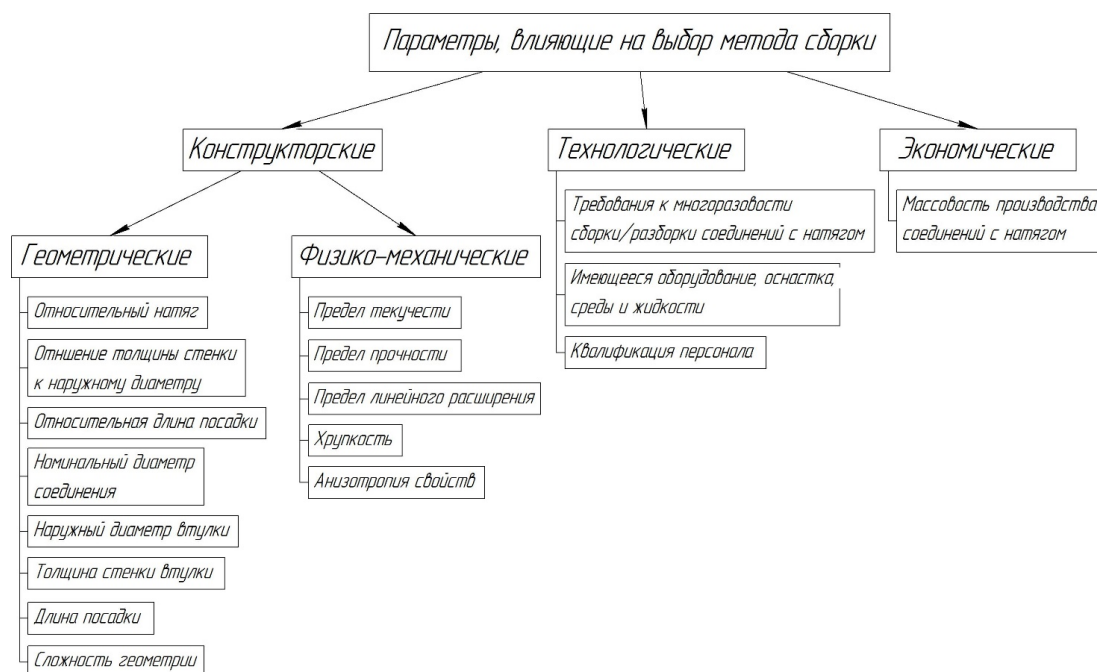 Параметры, влияющие на выбор метода сборки
Конструкторские
Технологические
Экономические
Геометрические
Физико-механические
Требования к многоразовости
сборки/разборки соединений с натягом
Имеющееся оборудование, оснастка,
среды и жидкости
Квалификация персонала
Массовость производства
соединений с натягом
Относительный натяг
Отншение толщины стенки
к наружному диаметру
Относительная длина посадки
Номинальный диаметр
соединения
Наружный диаметр втулки
Толщина стенки втулки
Длина посадки
Сложность геометрии
Предел текучести
Предел прочности
Предел линейного расширения
Хрупкость
Анизотропия свойств